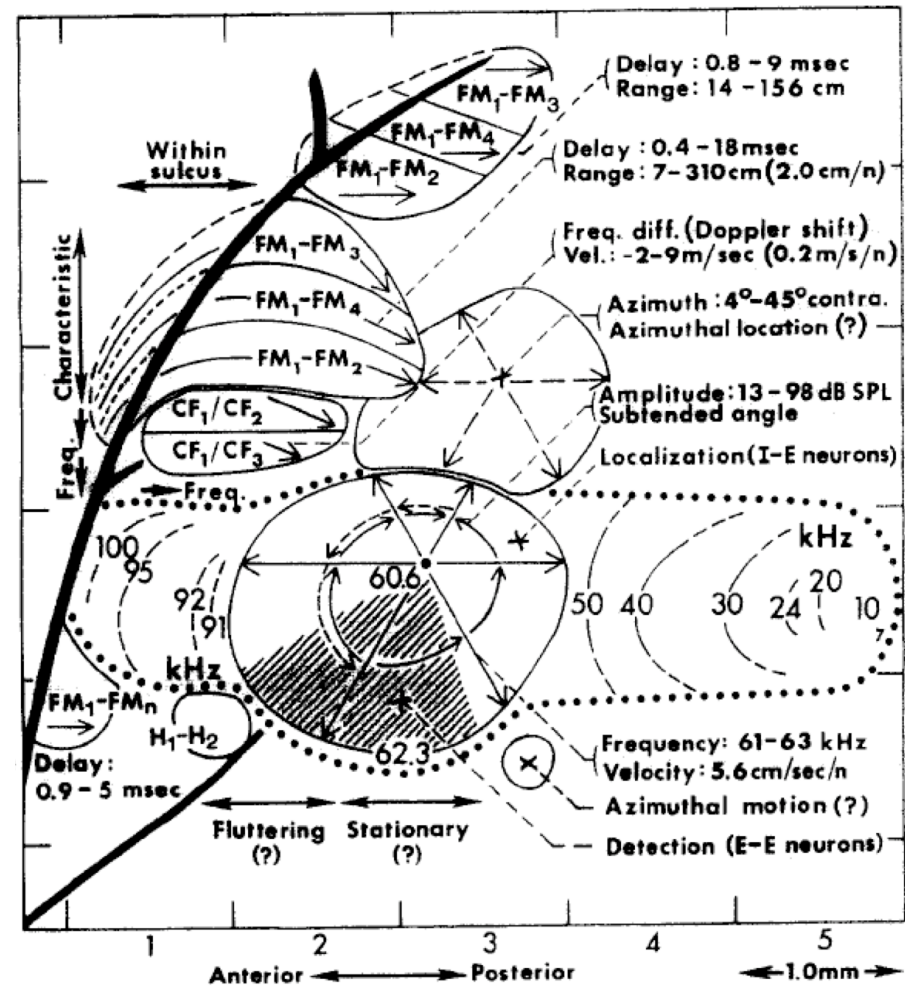 Delay : 0.8 – 9 msec
Range: 14 –156 cm
FM₁–FM₃
FM₁–FM₄
FM₁–FM₂
Within
sulcus
Delay : 0.4 – 18 msec
Range: 7– 310cm (2.0 cm/n)
Freq. diff. (Doppler shift)
Vel.: –2–9m/sec (0.2m/s/n)
Characteristic
Freq.
FM₁–FM₃
FM₁–FM₄
FM₁–FM₂
Azimuth: 4°–45° contra.
Azimuthal location (?)
CF₁/CF₂
CF₁/CF₃
Amplitude: 13 – 98 dB SPL
Subtended angle
Localization (I–E neurons)
Freq.
100
95
92
91
kHz
60.6
62.3
50
40
30
24
20
10
7
kHz
FM₁–FMₙ
H₁–H₂
Delay:
0.9 – 5 msec
Frequency: 61–63 kHz
Velocity: 5.6cm/sec/n
Azimuthal motion (?)
Detection (E–E neurons)
Fluttering
(?)
Stationary
(?)
1 2 3 4 5
Anterior Posterior 1.0mm